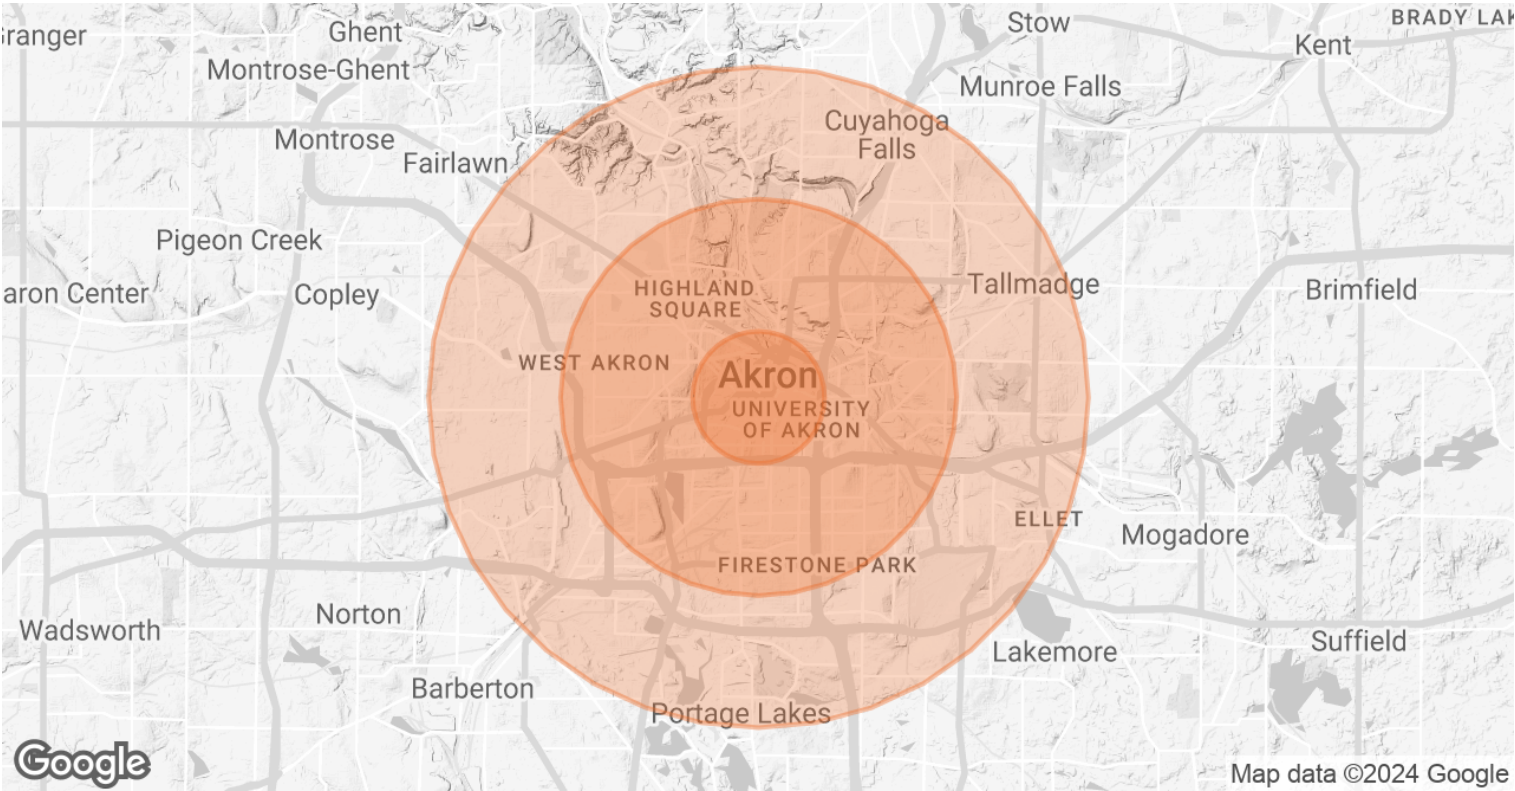 Granger
Ghent
Stow
BRADY LAK
Kent
Montrose-Ghent
Munroe Falls
Cuyahoga
Falls
Montrose
Fairlawn
Pigeon Creek
HIGHLAND
SQUARE
Tallmadge
aron Center
Copley
Brimfield
WEST AKRON
Akron
UNIVERSITY
OF AKRON
ELLET
Mogadore
FIRESTONE PARK
Norton
Wadsworth
Lakemore
Suffield
Barberton
Portage Lakes
Google
Map data ©2024 Google